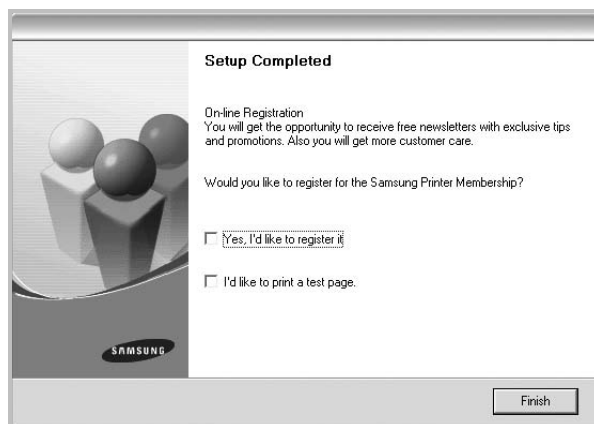 Setup Completed
On-line Registration
You will get the opportunity to receive free newsletters with exclusive tips
and promotions. Also you will get more customer care.
Would you like to register for the Samsung Printer Membership?
Yes, I'd like to register it
I'd like to print a test page.
SAMSUNG
Finish